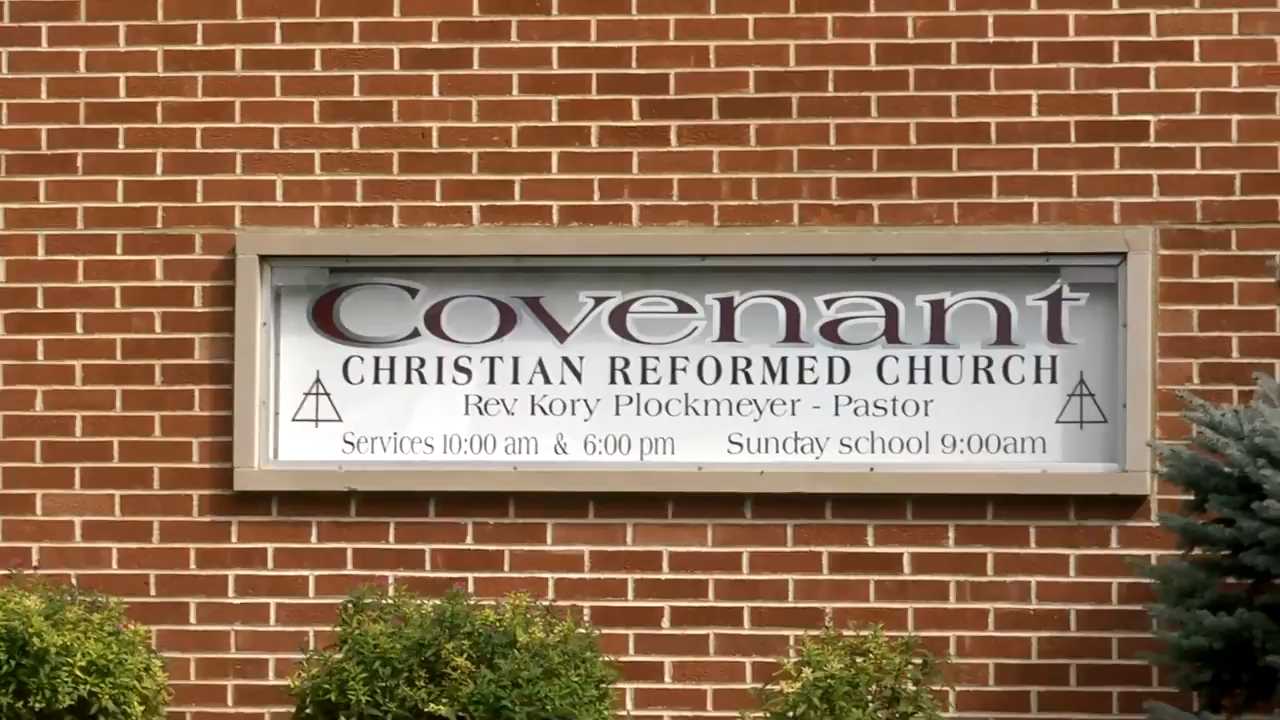 Covenant
CHRISTIAN REFORMED CHURCH
Rev. Kory Plockmeyer - Pastor
Services 10:00 am & 6:00 pm Sunday school 9:00am